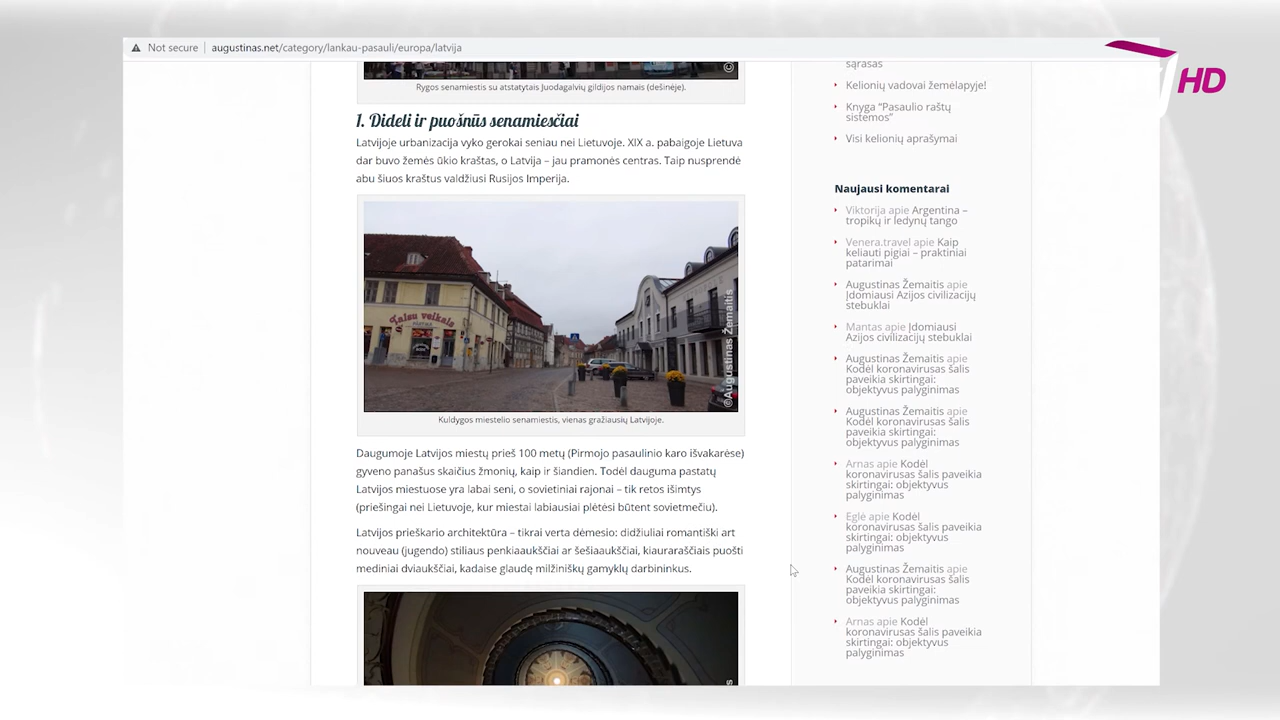 Not secure
augustinas.net/category/lankau-pasauli/europa/latvija
HD
©
Rygos senamiestis su atstatytais Juodagalvių gildijos namais (dešinėje).
1. Dideli ir puošnūs senamiesčiai
Latvijoje urbanizacija vyko gerokai seniau nei Lietuvoje. XIX a. pabaigoje Lietuva
dar buvo žemės ūkio kraštas, o Latvija – jau pramonės centras. Taip nusprendė
abu šiuos kraštus valdžiusi Rusijos Imperija.
Talsu veikals
©Augustinas Žemaitis
Kuldygos miestelio senamiestis, vienas gražiausių Latvijoje.
Daugumoje Latvijos miestų prieš 100 metų (Pirmojo pasaulinio karo išvakarėse)
gyveno panašus skaičius žmonių, kaip ir šiandien. Todėl dauguma pastatų
Latvijos miestuose yra labai seni, o sovietiniai rajonai – tik retos išimtys
(priešingai nei Lietuvoje, kur miestai labiausiai plėtėsi būtent sovietmečiu).
Latvijos prieškario architektūra – tikrai verta dėmesio: didžiuliai romantiški art
nouveau (jugendo) stiliaus penkiaaukščiai ar šešiaaukščiai, kiauraraščiais puošti
mediniai dviaukščiai, kadaise glaudę milžiniškų gamyklų darbininkus.
sąrašas
Kelionių vadovai žemėlapyje!
Knyga “Pasaulio raštų
sistemos”
Visi kelionių aprašymai
Naujausi komentarai
Viktorija apie Argentina –
tropikų ir ledynų tango
Venera.travel apie Kaip
keliauti pigiai – praktiniai
patarimai
Augustinas Žemaitis apie
Įdomiausi Azijos civilizacijų
stebuklai
Mantas apie Įdomiausi
Azijos civilizacijų stebuklai
Augustinas Žemaitis apie
Kodėl koronavirusas šalis
paveikia skirtingai:
objektyvus palyginimas
Augustinas Žemaitis apie
Kodėl koronavirusas šalis
paveikia skirtingai:
objektyvus palyginimas
Arnas apie Kodėl
koronavirusas šalis paveikia
skirtingai: objektyvus
palyginimas
Eglė apie Kodėl
koronavirusas šalis paveikia
skirtingai: objektyvus
palyginimas
Augustinas Žemaitis apie
Kodėl koronavirusas šalis
paveikia skirtingai:
objektyvus palyginimas
Arnas apie Kodėl
koronavirusas šalis paveikia
skirtingai: objektyvus
palyginimas